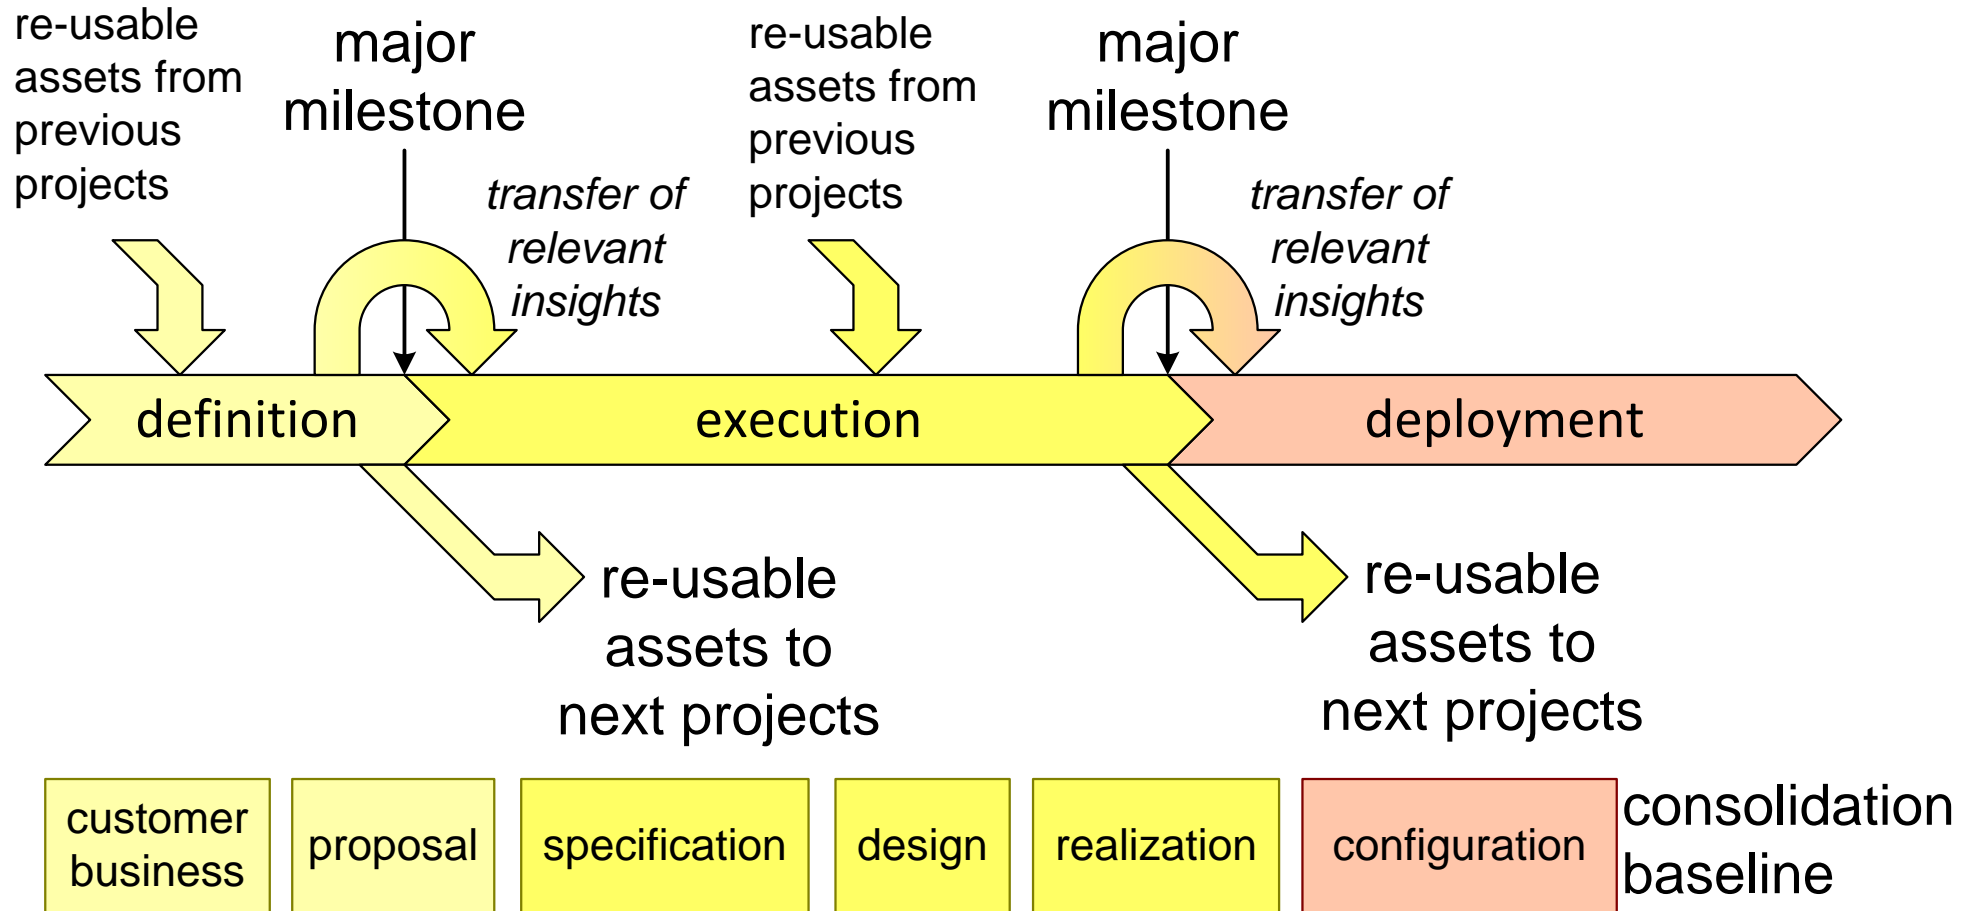 re-usable
assets from
previous
projects
major
milestone
transfer of
relevant
insights
re-usable
assets from
previous
projects
major
milestone
transfer of
relevant
insights
definition
execution
deployment
re-usable
assets to
next projects
re-usable
assets to
next projects
customer
business
proposal
specification
design
realization
configuration
consolidation
baseline